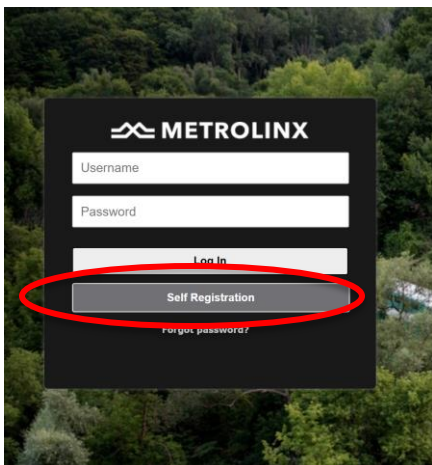 METROLINX
Username
Password
Log In
Self Registration
Forgot password?